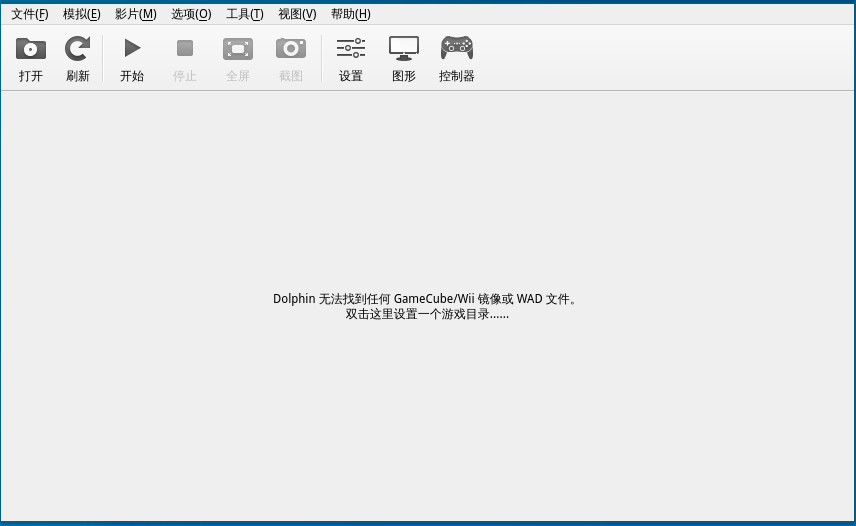 文件(F) 模拟(E) 影片(M) 选项(O) 工具(T) 视图(V) 帮助(H)
打开 刷新 开始 停止 全屏 截图 设置 图形 控制器
Dolphin 无法找到任何 GameCube/Wii 镜像或 WAD 文件。
双击这里设置一个游戏目录......